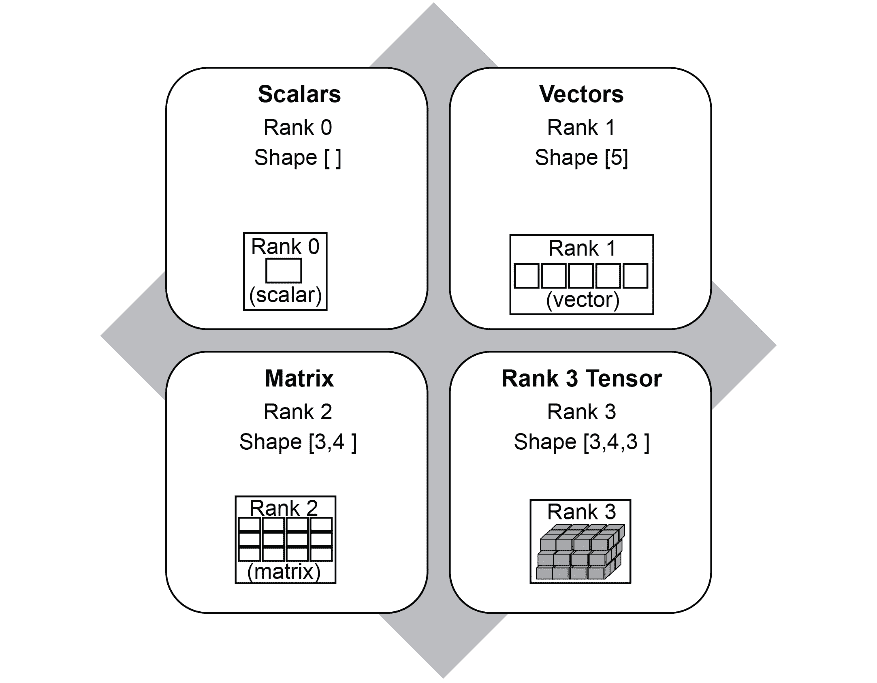 Scalars
Rank 0
Shape [ ]
Rank 0
(scalar)
Vectors
Rank 1
Shape [5]
Rank 1
(vector)
Matrix
Rank 2
Shape [3,4 ]
Rank 2
(matrix)
Rank 3 Tensor
Rank 3
Shape [3,4,3 ]
Rank 3